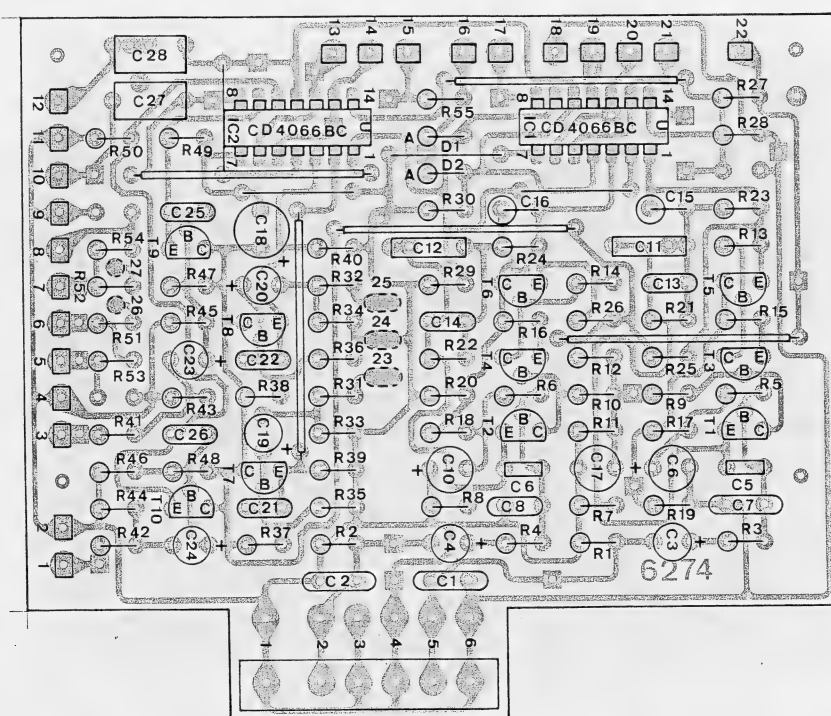 13 14 15 16 17 18 19 20 21 22
C28
C27
12 8 14 R55 8 14 R27
11 R50 R49 IC2 CD4066BC U A D1 IC CD4066BC U R28
7 1 A D2 7 1
10
9 C25 C18 R30 C16 C15 R23
8 R54 T9 E B C + R40 C12 R24 C11 R13
7 27 R47 + C20 R32 25 R29 T6 C B E R14 C13 T5 C B E
R52
6 26 R45 T8 C B E R34 24 C14 R16 R26 R21 R15
R51
5 R53 C23 + C22 R36 23 R22 T4 C B E R12 R25 T3 C B E
4 R43 R38 R31 R20 R6 R10 R9 R5
3 R41 C26 C19 + R33 R18 T2 B E C R11 R17 T1 B E C
R46 R48 T7 E B C R39 + C10 C6 C17 + C6 C5
R44 T10 B E C C21 R35 R8 C8 R7 R19 C7
2 R42 C24 + R37 R2 C4 + R4 R1 C3 + R3
1 C2 C1 6274
1 2 3 4 5 6